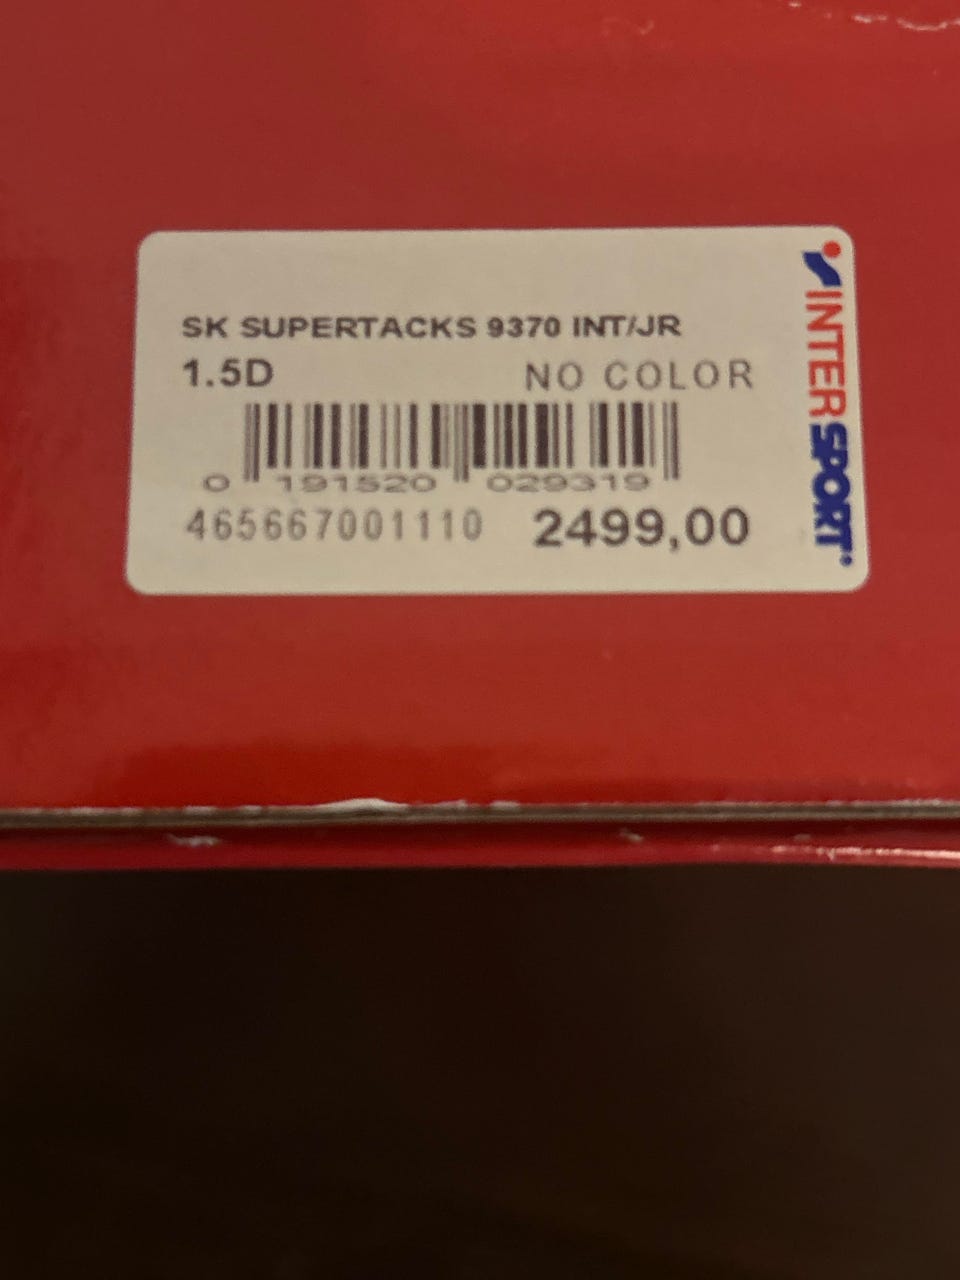 SK SUPERTACKS 9370 INT/JR
1.5D NO COLOR
0 191520 029319
465667001110 2499,00
INTERSPORT